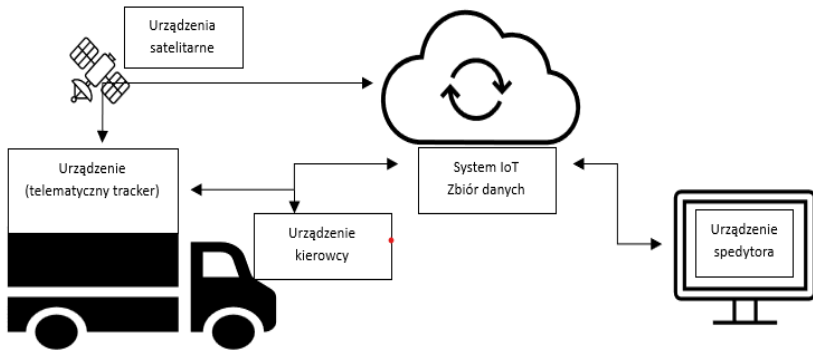 Urządzenia
satelitarne
Urządzenie
(telematyczny tracker)
System IoT
Zbiór danych
Urządzenie
kierowcy
Urządzenie
spedytora